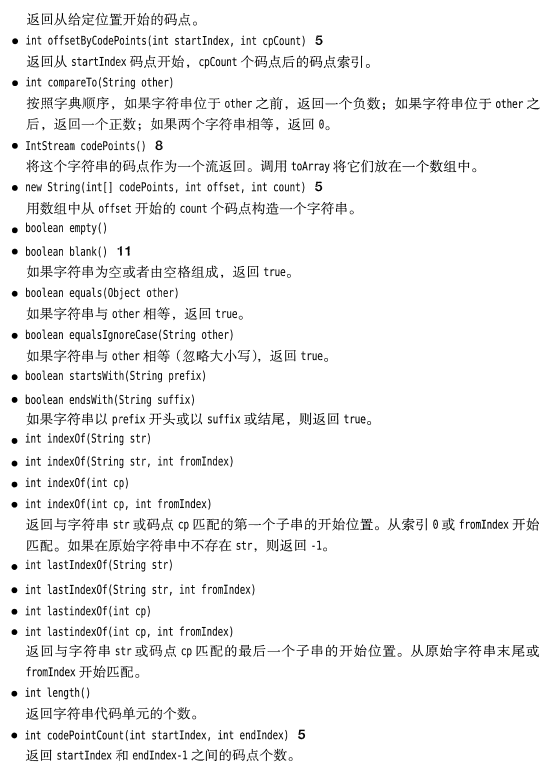 返回从给定位置开始的码点。
● int offsetByCodePoints(int startIndex, int cpCount) 5
返回从 startIndex 码点开始，cpCount 个码点后的码点索引。
● int compareTo(String other)
按照字典顺序，如果字符串位于 other 之前，返回一个负数；如果字符串位于 other 之
后，返回一个正数；如果两个字符串相等，返回 0。
● IntStream codePoints() 8
将这个字符串的码点作为一个流返回。调用 toArray 将它们放在一个数组中。
● new String(int[] codePoints, int offset, int count) 5
用数组中从 offset 开始的 count 个码点构造一个字符串。
● boolean empty()
● boolean blank() 11
如果字符串为空或者由空格组成，返回 true。
● boolean equals(Object other)
如果字符串与 other 相等，返回 true。
● boolean equalsIgnoreCase(String other)
如果字符串与 other 相等（忽略大小写），返回 true。
● boolean startsWith(String prefix)
● boolean endsWith(String suffix)
如果字符串以 prefix 开头或以 suffix 或结尾，则返回 true。
● int indexOf(String str)
● int indexOf(String str, int fromIndex)
● int indexOf(int cp)
● int indexOf(int cp, int fromIndex)
返回与字符串 str 或码点 cp 匹配的第一个子串的开始位置。从索引 0 或 fromIndex 开始
匹配。如果在原始字符串中不存在 str，则返回 -1。
● int lastIndexOf(String str)
● int lastIndexOf(String str, int fromIndex)
● int lastindexOf(int cp)
● int lastindexOf(int cp, int fromIndex)
返回与字符串 str 或码点 cp 匹配的最后一个子串的开始位置。从原始字符串末尾或
fromIndex 开始匹配。
● int length()
返回字符串代码单元的个数。
● int codePointCount(int startIndex, int endIndex) 5
返回 startIndex 和 endIndex-1 之间的码点个数。